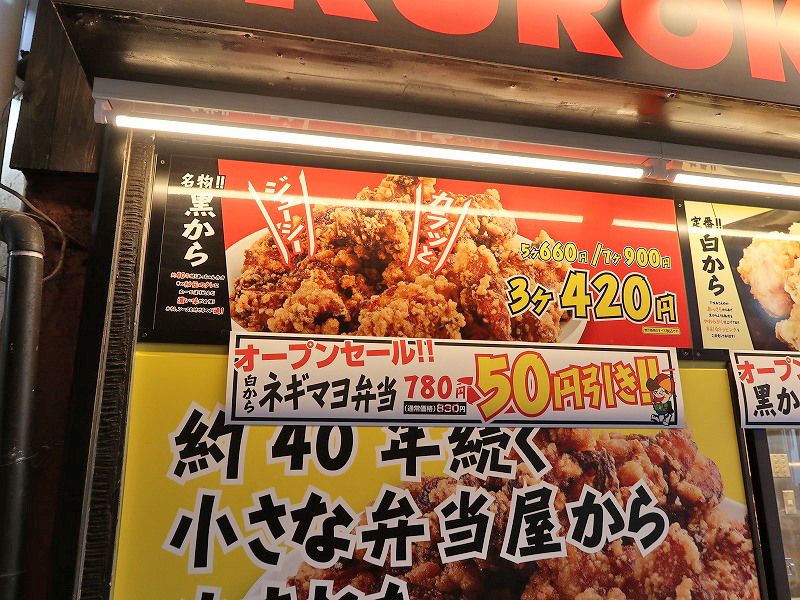 KUROK
名物!!
黒から
ジューシー
カブッと
5ヶ660円/7ヶ900円
3ヶ420円
定番!!
白から
オープンセール!!
白から
ネギマヨ弁当
780円
(通常価格)830円
50円引き!!
オープン
黒か
約40年続く
小さな弁当屋から